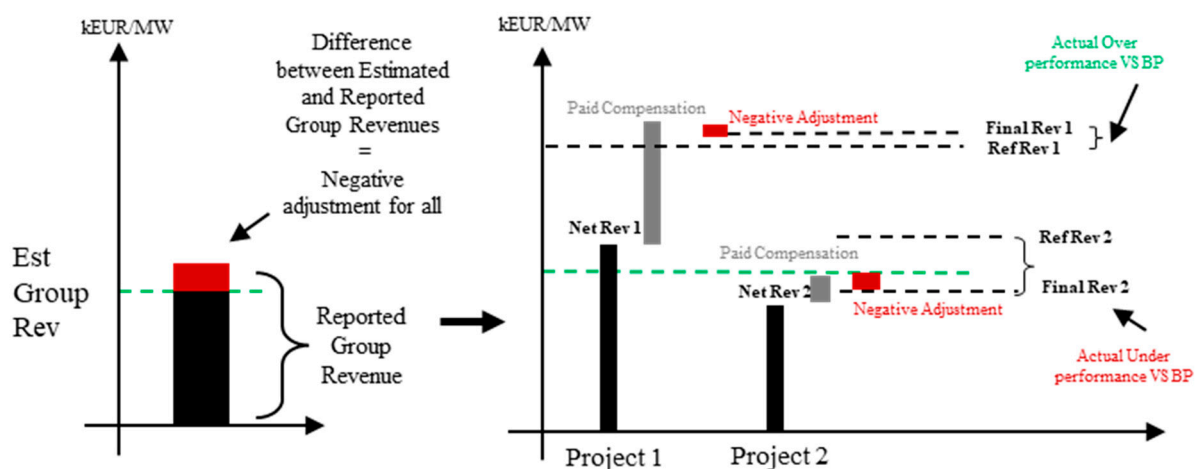 kEUR/MW
Difference
between Estimated
and Reported
Group Revenues
=
Negative
adjustment for all
Est
Group
Rev
Reported
Group
Revenue
kEUR/MW
Actual Over
performance VS BP
Paid Compensation
Negative Adjustment
Final Rev 1
Ref Rev 1
Net Rev 1
Paid Compensation
Ref Rev 2
Net Rev 2
Final Rev 2
Negative Adjustment
Actual Under
performance VS BP
Project 1
Project 2